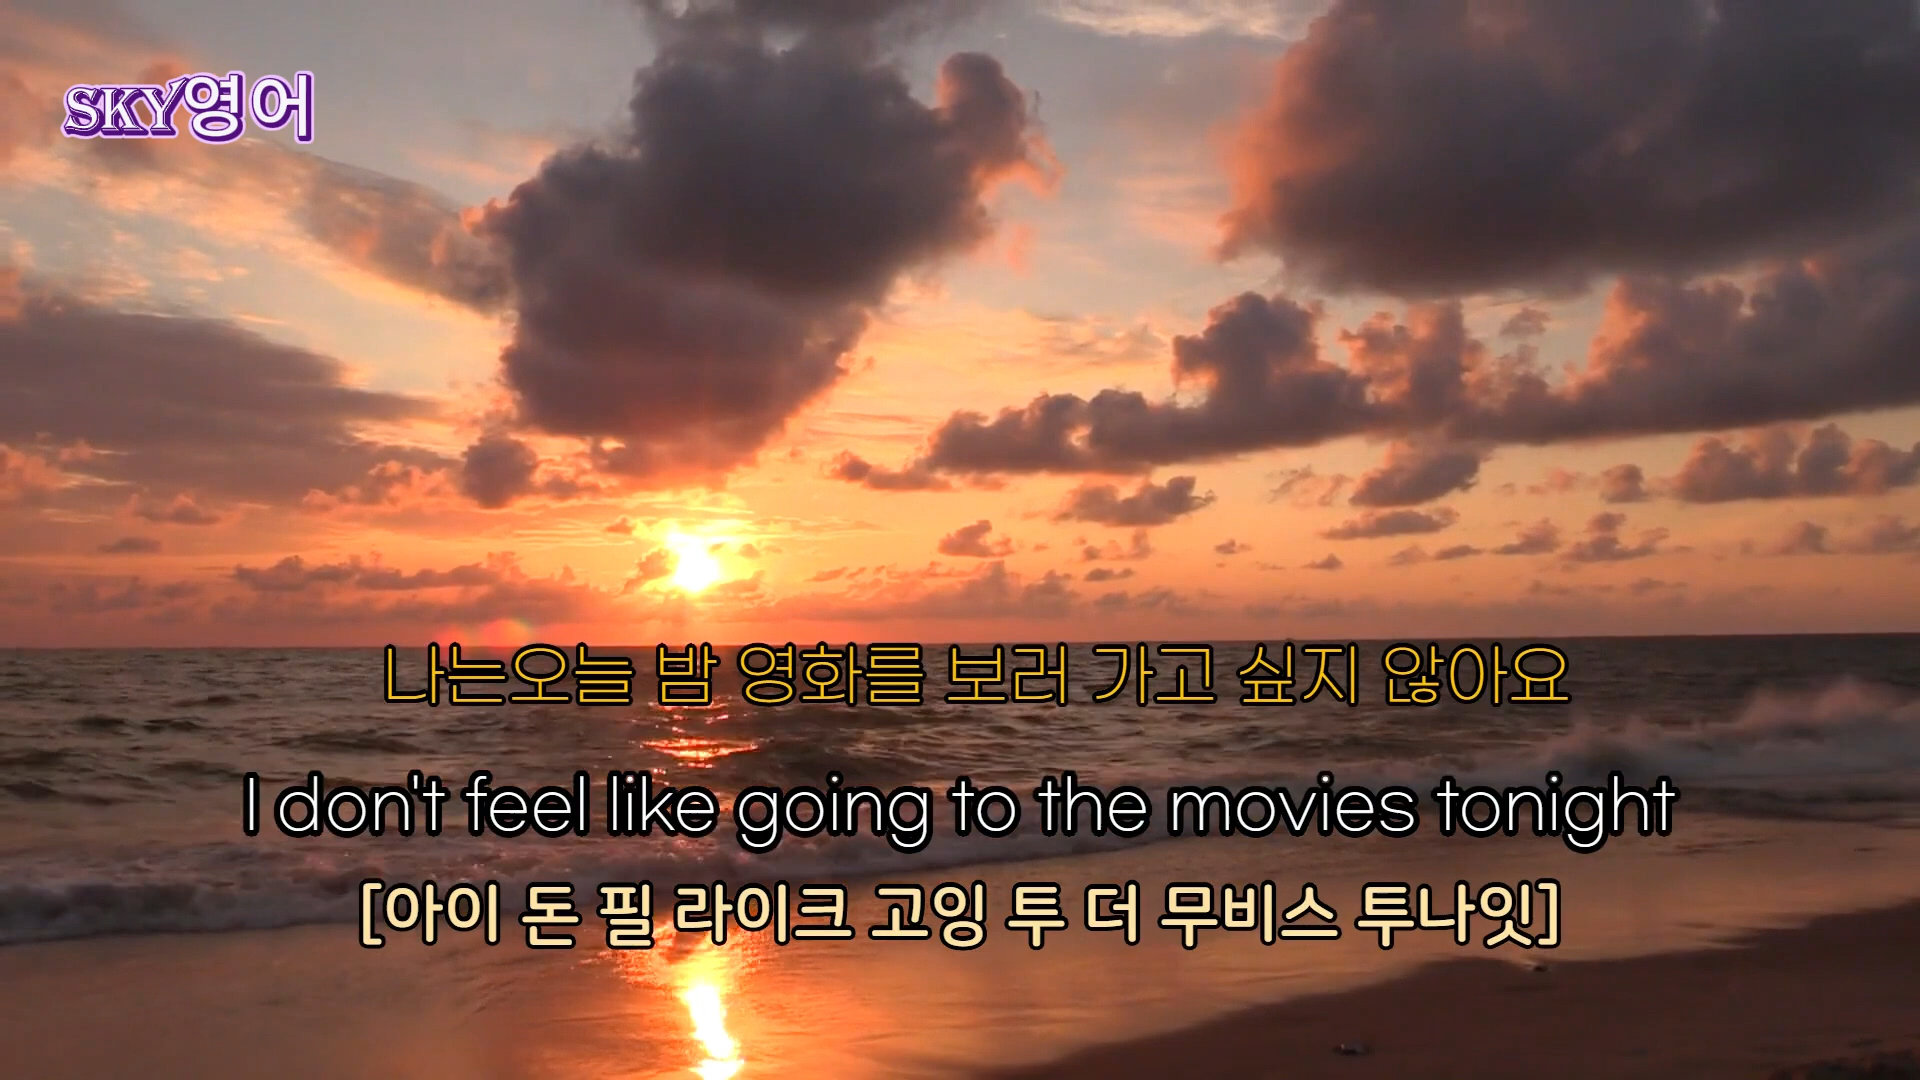 SKY영어
나는오늘 밤 영화를 보러 가고 싶지 않아요
I don't feel like going to the movies tonight
[아이 돈 필 라이크 고잉 투 더 무비스 투나잇]